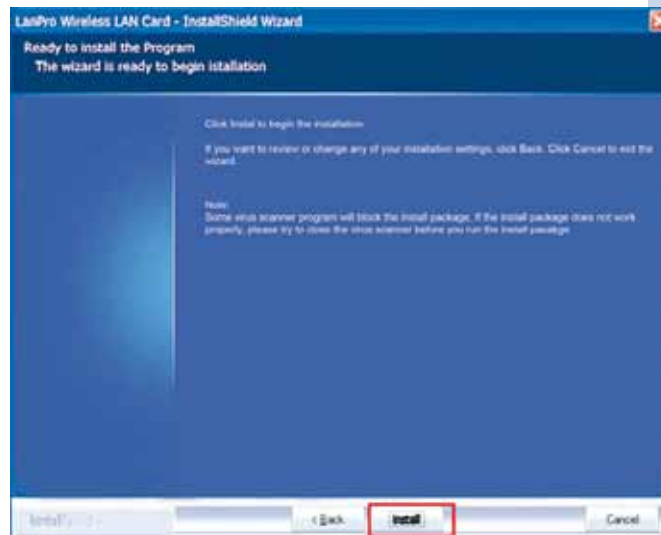 LanPro Wireless LAN Card - InstallShield Wizard
Ready to install the Program
The wizard is ready to begin istallation
Click Install to begin the installation
If you want to review or change any of your installation settings, click Back. Click Cancel to exit the
wizard.
Note:
Some virus scanner program will block the install package. If the install package does not work
properly, please try to close the virus scanner before you run the install package
< Back
Install
Cancel